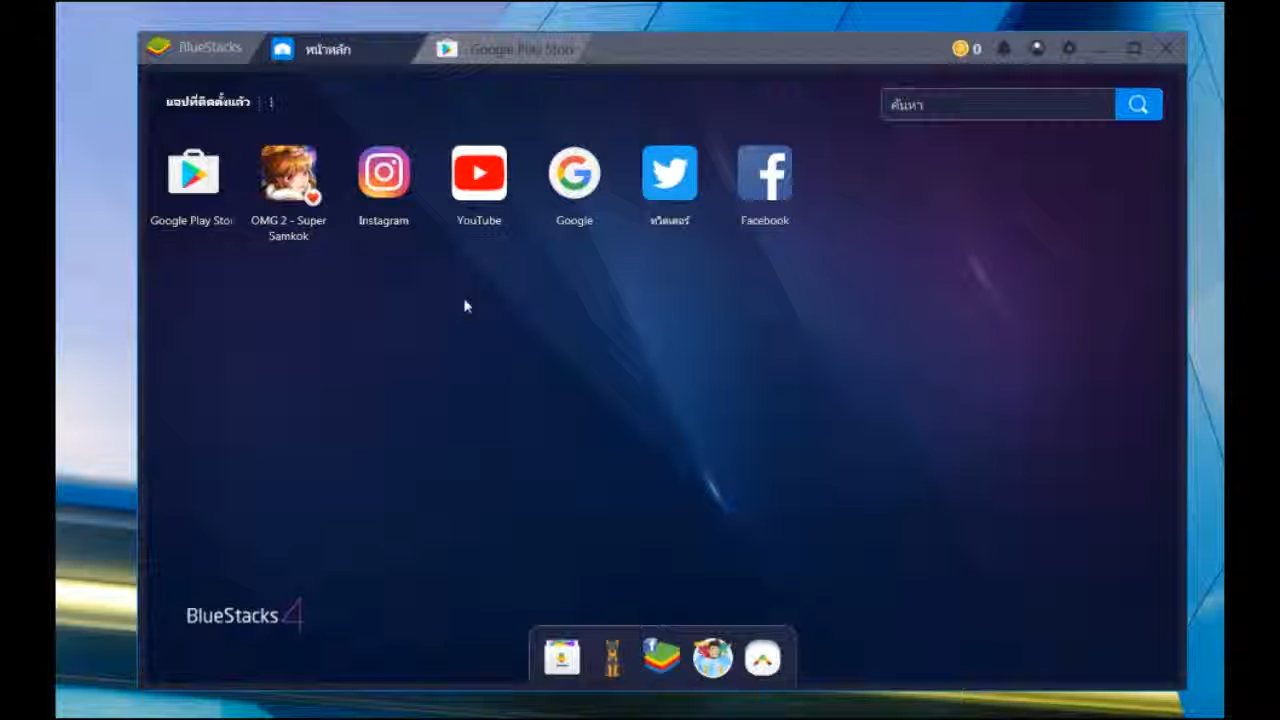 BlueStacks
หน้าหลัก
Google Play Stor
0
แอปที่ติดตั้งแล้ว
ค้นหา
Google Play Stor
OMG 2 - Super
Samkok
Instagram
YouTube
Google
ทวิตเตอร์
Facebook
BlueStacks 4